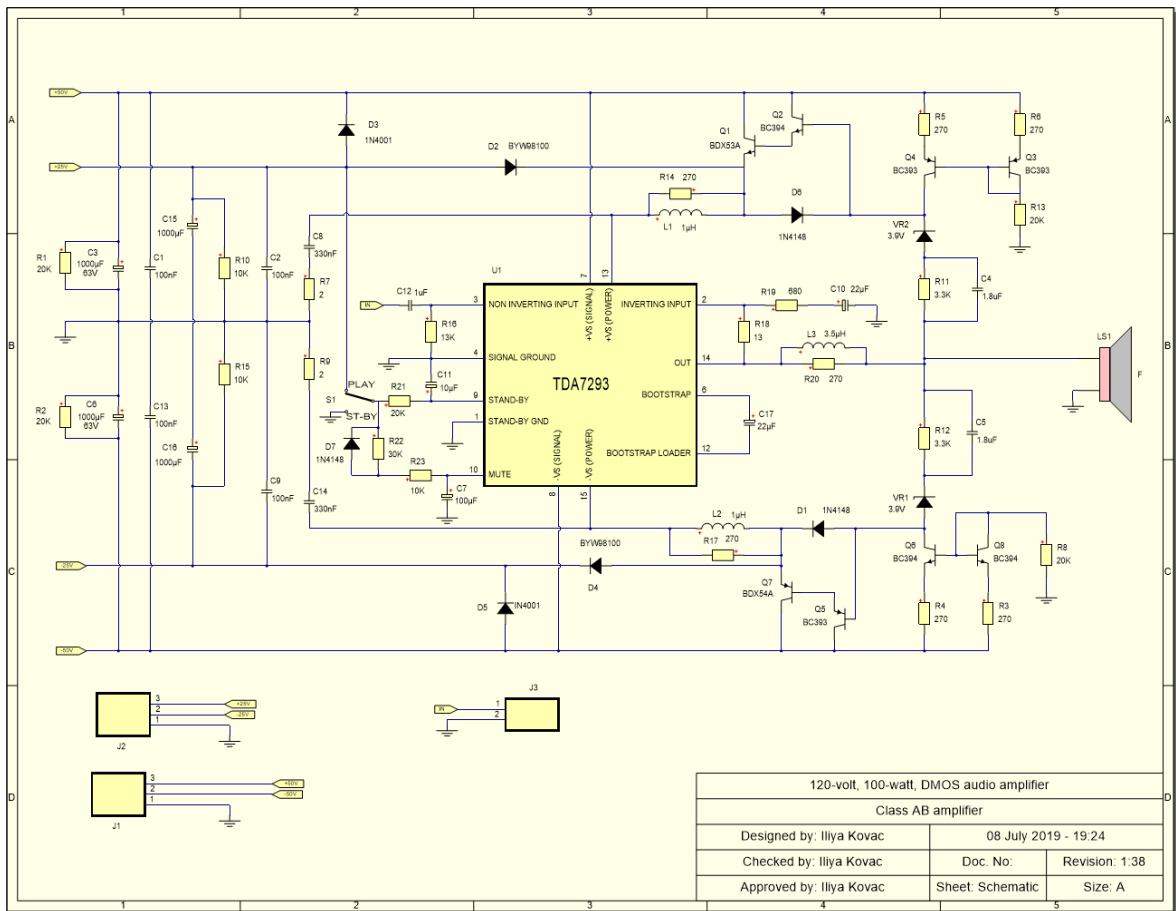 1 2 3 4 5
A A
B B
C C
D D
+50V
+25V
D3
1N4001
D2 BYW98100
Q1
BDX53A
Q2
BC394
R5
270
R6
270
Q4
BC393
Q3
BC393
R13
20K
R14 270
L1 1µH
D6
1N4148
VR2
3.9V
C15
1000µF
C8
330nF
R1
20K
C3
1000µF
63V
C1
100nF
R10
10K
C2
100nF
R7
2
U1
C12 1uF
IN
R16
13K
3 NON INVERTING INPUT
4 SIGNAL GROUND
9 STAND-BY
1 STAND-BY GND
10 MUTE
7
+VS (SIGNAL)
13
+VS (POWER)
INVERTING INPUT 2
OUT 14
BOOTSTRAP 6
BOOTSTRAP LOADER 12
TDA7293
-VS (SIGNAL)
8
-VS (POWER)
15
R19 680
C10 22µF
R18
13
L3 3.5µH
R20 270
R11
3.3K
C4
1.8uF
LS1
F
R9
2
R15
10K
C11
10µF
PLAY
S1
ST-BY
R21
20K
D7
1N4148
R22
30K
R23
10K
C7
100µF
C17
22µF
R2
20K
C6
1000µF
63V
C13
100nF
C16
1000µF
C9
100nF
C14
330nF
R12
3.3K
C5
1.8uF
VR1
3.9V
L2 1µH
R17 270
D1 1N4148
BYW98100
D4
Q6
BC394
Q8
BC394
R8
20K
-25V
D5
IN4001
Q7
BDX54A
Q5
BC393
R4
270
R3
270
-50V
3
2
1
+25V
-25V
J2
3
2
1
+50V
-50V
J1
J3
IN
1
2
120-volt, 100-watt, DMOS audio amplifier
Class AB amplifier
Designed by: Iliya Kovac 08 July 2019 - 19:24
Checked by: Iliya Kovac Doc. No: Revision: 1:38
Approved by: Iliya Kovac Sheet: Schematic Size: A
1 2 3 4 5